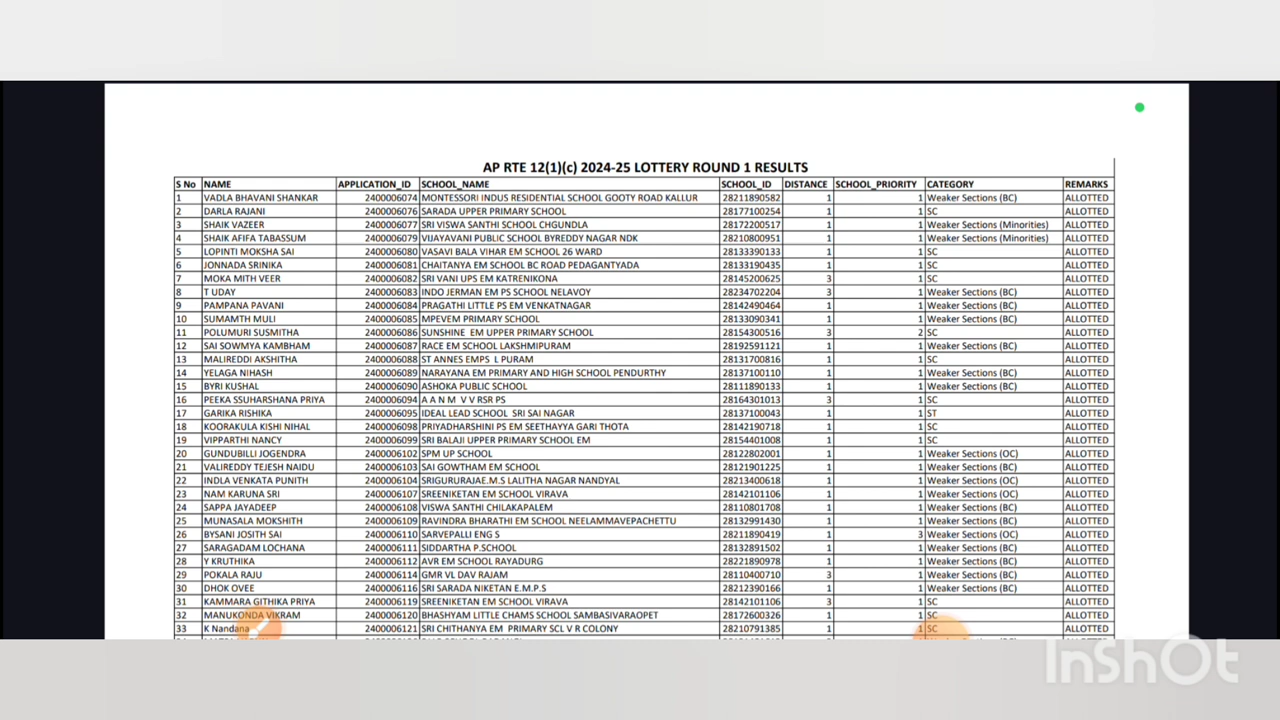 AP RTE 12(1)(c) 2024-25 LOTTERY ROUND 1 RESULTS
S No NAME APPLICATION_ID SCHOOL_NAME SCHOOL_ID DISTANCE SCHOOL_PRIORITY CATEGORY REMARKS
1 VADLA BHAVANI SHANKAR 2400006074 MONTESSORI INDUS RESIDENTIAL SCHOOL GOOTY ROAD KALLUR 28211890582 1 1 Weaker Sections (BC) ALLOTTED
2 DARLA RAJANI 2400006076 SARADA UPPER PRIMARY SCHOOL 28177100254 1 1 SC ALLOTTED
3 SHAIK VAZEER 2400006077 SRI VISWA SANTHI SCHOOL CHGUNDLA 28172200517 1 1 Weaker Sections (Minorities) ALLOTTED
4 SHAIK AFIFA TABASSUM 2400006079 VIJAYAVANI PUBLIC SCHOOL BYREDDY NAGAR NDK 28210800951 1 1 Weaker Sections (Minorities) ALLOTTED
5 LOPINTI MOKSHA SAI 2400006080 VASAVI BALA VIHAR EM SCHOOL 26 WARD 28133390133 1 1 SC ALLOTTED
6 JONNADA SRINIKA 2400006081 CHAITANYA EM SCHOOL BC ROAD PEDAGANTYADA 28133190435 1 1 SC ALLOTTED
7 MOKA MITH VEER 2400006082 SRI VANI UPS EM KATRENIKONA 28145200625 3 1 SC ALLOTTED
8 T UDAY 2400006083 INDO JERMAN EM PS SCHOOL NELAVOY 28234702204 3 1 Weaker Sections (BC) ALLOTTED
9 PAMPANA PAVANI 2400006084 PRAGATHI LITTLE PS EM VENKATNAGAR 28142490464 1 1 Weaker Sections (BC) ALLOTTED
10 SUMAMTH MULI 2400006085 MPEVEM PRIMARY SCHOOL 28133090341 1 1 Weaker Sections (BC) ALLOTTED
11 POLUMURI SUSMITHA 2400006086 SUNSHINE EM UPPER PRIMARY SCHOOL 28154300516 3 2 SC ALLOTTED
12 SAI SOWMYA KAMBHAM 2400006087 RACE EM SCHOOL LAKSHMIPURAM 28192591121 1 1 Weaker Sections (BC) ALLOTTED
13 MALIREDDI AKSHITHA 2400006088 ST ANNES EMPS L PURAM 28131700816 1 1 SC ALLOTTED
14 YELAGA NIHASH 2400006089 NARAYANA EM PRIMARY AND HIGH SCHOOL PENDURTHY 28137100110 1 1 Weaker Sections (BC) ALLOTTED
15 BYRI KUSHAL 2400006090 ASHOKA PUBLIC SCHOOL 28111890133 1 1 Weaker Sections (BC) ALLOTTED
16 PEEKA SSUHARSHANA PRIYA 2400006094 A A N M V V RSR PS 28164301013 3 1 SC ALLOTTED
17 GARIKA RISHIKA 2400006095 IDEAL LEAD SCHOOL SRI SAI NAGAR 28137100043 1 1 ST ALLOTTED
18 KOORAKULA KISHI NIHAL 2400006098 PRIYADHARSHINI PS EM SEETHAYYA GARI THOTA 28142190718 1 1 SC ALLOTTED
19 VIPPARTHI NANCY 2400006099 SRI BALAJI UPPER PRIMARY SCHOOL EM 28154401008 1 1 SC ALLOTTED
20 GUNDUBILLI JOGENDRA 2400006102 SPM UP SCHOOL 28122802001 1 1 Weaker Sections (OC) ALLOTTED
21 VALIREDDY TEJESH NAIDU 2400006103 SAI GOWTHAM EM SCHOOL 28121901225 1 1 Weaker Sections (BC) ALLOTTED
22 INDLA VENKATA PUNITH 2400006104 SRIGURURAJAE.M.S LALITHA NAGAR NANDYAL 28213400618 1 1 Weaker Sections (OC) ALLOTTED
23 NAM KARUNA SRI 2400006107 SREENIKETAN EM SCHOOL VIRAVA 28142101106 1 1 Weaker Sections (OC) ALLOTTED
24 SAPPA JAYADEEP 2400006108 VISWA SANTHI CHILAKAPALEM 28110801708 1 1 Weaker Sections (BC) ALLOTTED
25 MUNASALA MOKSHITH 2400006109 RAVINDRA BHARATHI EM SCHOOL NEELAMMAVEPACHETTU 28132991430 1 1 Weaker Sections (BC) ALLOTTED
26 BYSANI JOSITH SAI 2400006110 SARVEPALLI ENG S 28211890419 1 3 Weaker Sections (OC) ALLOTTED
27 SARAGADAM LOCHANA 2400006111 SIDDARTHA P.SCHOOL 28132891502 1 1 Weaker Sections (BC) ALLOTTED
28 Y KRUTHIKA 2400006112 AVR EM SCHOOL RAYADURG 28221890978 1 1 Weaker Sections (BC) ALLOTTED
29 POKALA RAJU 2400006114 GMR VL DAV RAJAM 28110400710 3 1 Weaker Sections (BC) ALLOTTED
30 DHOK OVEE 2400006116 SRI SARADA NIKETAN E.M.P.S 28212390166 1 1 Weaker Sections (BC) ALLOTTED
31 KAMMARA GITHIKA PRIYA 2400006119 SREENIKETAN EM SCHOOL VIRAVA 28142101106 3 1 SC ALLOTTED
32 MANUKONDA VIKRAM 2400006120 BHASHYAM LITTLE CHAMS SCHOOL SAMBASIVARAOPET 28172600326 1 1 SC ALLOTTED
33 K Nandana 2400006121 SRI CHITHANYA EM PRIMARY SCL V R COLONY 28210791385 1 1 SC ALLOTTED
InShOt